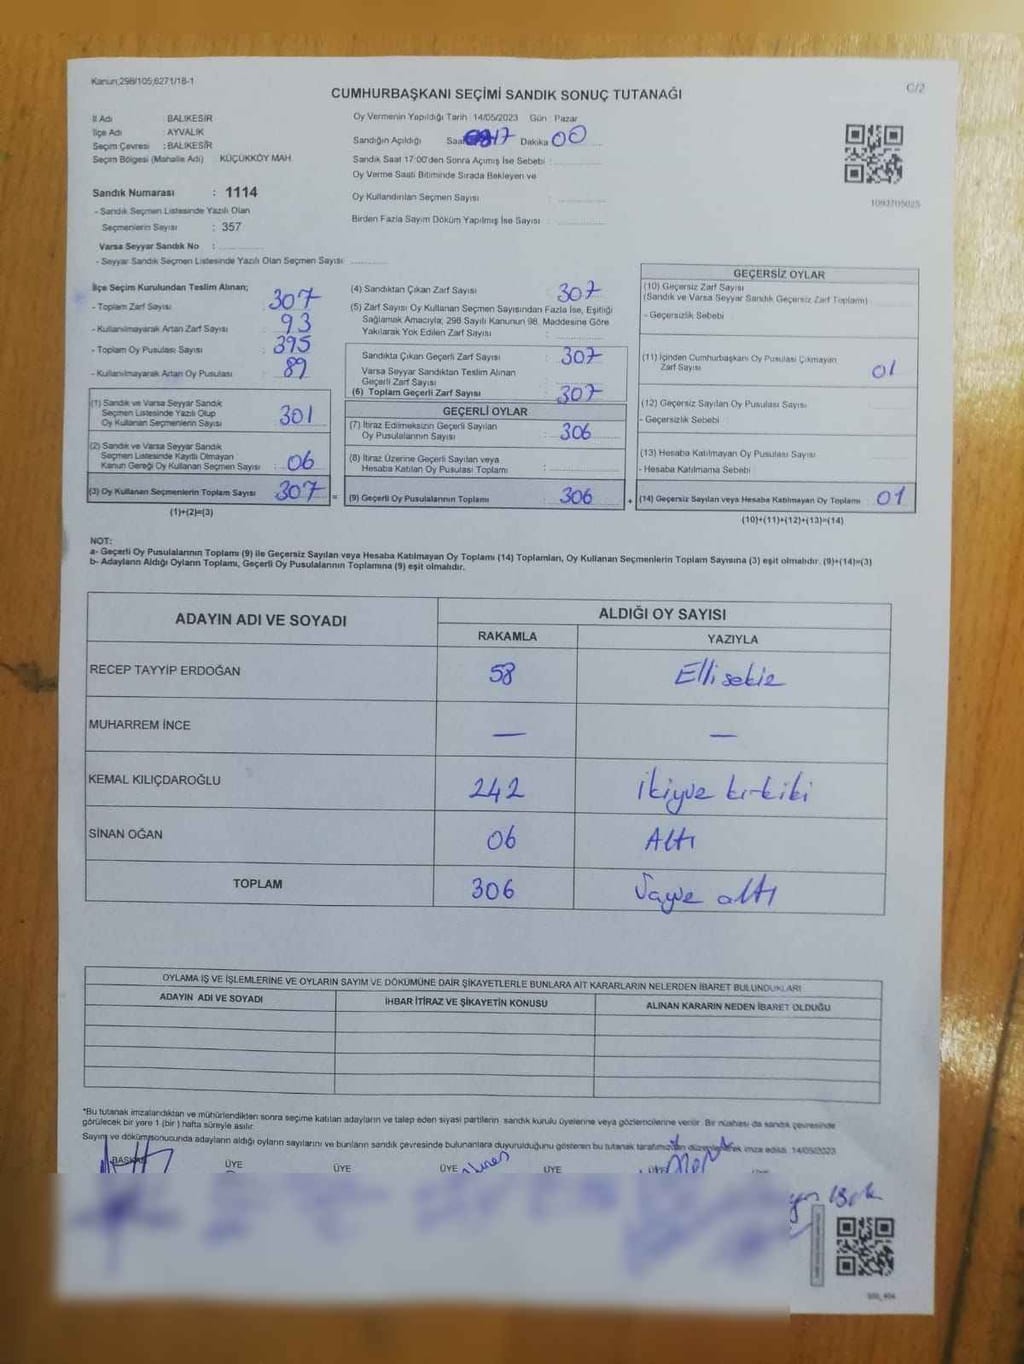 Kanun;298/105;6271/18-1
C/2
CUMHURBAŞKANI SEÇİMİ SANDIK SONUÇ TUTANAĞI
İl Adı : BALIKESİR
İlçe Adı : AYVALIK
Seçim Çevresi : BALIKESİR
Seçim Bölgesi (Mahalle Adı) : KÜÇÜKKÖY MAH.
Sandık Numarası : 1114
- Sandık Seçmen Listesinde Yazılı Olan
Seçmenlerin Sayısı : 357
Varsa Seyyar Sandık No :
- Seyyar Sandık Seçmen Listesinde Yazılı Olan Seçmen Sayısı:
Oy Vermenin Yapıldığı Tarih 14/05/2023 Gün Pazar
Sandığın Açıldığı Saat 17 Dakika 00
Sandık Saat 17:00'den Sonra Açımış İse Sebebi :
Oy Verme Saati Bitiminde Sırada Bekleyen ve
Oy Kullandırılan Seçmen Sayısı :
Birden Fazla Sayım Döküm Yapılmış İse Sayısı :
1093705025
İlçe Seçim Kurulundan Teslim Alınan;
- Toplam Zarf Sayısı : 307
- Kullanılmayarak Artan Zarf Sayısı : 93
- Toplam Oy Pusulası Sayısı : 395
- Kullanılmayarak Artan Oy Pusulası : 89
(1) Sandık ve Varsa Seyyar Sandık
Seçmen Listesinde Yazılı Olup
Oy Kullanan Seçmenlerin Sayısı : 301
(2) Sandık ve Varsa Seyyar Sandık
Seçmen Listesinde Kayıtlı Olmayan
Kanun Gereği Oy Kullanan Seçmen Sayısı : 06
(3) Oy Kullanan Seçmenlerin Toplam Sayısı : 307
(1)+(2)=(3)
(4) Sandıktan Çıkan Zarf Sayısı : 307
(5) Zarf Sayısı Oy Kullanan Seçmen Sayısından Fazla İse, Eşitliği
Sağlamak Amacıyla; 298 Sayılı Kanunun 98. Maddesine Göre
Yakılarak Yok Edilen Zarf Sayısı :
Sandıkta Çıkan Geçerli Zarf Sayısı : 307
Varsa Seyyar Sandıktan Teslim Alınan
Geçerli Zarf Sayısı :
(6) Toplam Geçerli Zarf Sayısı : 307
GEÇERLİ OYLAR
(7) İtiraz Edilmeksizin Geçerli Sayılan
Oy Pusulalarının Sayısı : 306
(8) İtiraz Üzerine Geçerli Sayılan veya
Hesaba Katılan Oy Pusulası Toplamı :
= (9) Geçerli Oy Pusulalarının Toplamı : 306
GEÇERSİZ OYLAR
(10) Geçersiz Zarf Sayısı
(Sandık ve Varsa Seyyar Sandık Geçersiz Zarf Toplamı)
- Geçersizlik Sebebi :
(11) İçinden Cumhurbaşkanı Oy Pusulası Çıkmayan
Zarf Sayısı : 01
(12) Geçersiz Sayılan Oy Pusulası Sayısı :
- Geçersizlik Sebebi :
(13) Hesaba Katılmayan Oy Pusulası Sayısı :
- Hesaba Katılmama Sebebi :
+ (14) Geçersiz Sayılan veya Hesaba Katılmayan Oy Toplamı : 01
(10)+(11)+(12)+(13)=(14)
NOT:
a- Geçerli Oy Pusulalarının Toplamı (9) ile Geçersiz Sayılan veya Hesaba Katılmayan Oy Toplamı (14) Toplamları, Oy Kullanan Seçmenlerin Toplam Sayısına (3) eşit olmalıdır. (9)+(14)=(3)
b- Adayların Aldığı Oyların Toplamı, Geçerli Oy Pusulalarının Toplamına (9) eşit olmalıdır.
ADAYIN ADI VE SOYADI ALDIĞI OY SAYISI
RAKAMLA YAZIYLA
RECEP TAYYİP ERDOĞAN 58 Elli sekiz
MUHARREM İNCE — —
KEMAL KILIÇDAROĞLU 242 İkiyüz kırkiki
SİNAN OĞAN 06 Altı
TOPLAM 306 Üçyüz altı
OYLAMA İŞ VE İŞLEMLERİNE VE OYLARIN SAYIM VE DÖKÜMÜNE DAİR ŞİKAYETLERLE BUNLARA AİT KARARLARIN NELERDEN İBARET BULUNDUKLARI
ADAYIN ADI VE SOYADI İHBAR İTİRAZ VE ŞİKAYETİN KONUSU ALINAN KARARIN NEDEN İBARET OLDUĞU
*Bu tutanak imzalandıktan ve mühürlendikten sonra seçime katılan adayların ve talep eden siyasi partilerin sandık kurulu üyelerine veya gözlemcilerine verilir. Bir nüshası da sandık çevresinde
görülecek bir yere 1 (bir) hafta süreyle asılır.
Sayım ve döküm sonucunda adayların aldığı oyların sayılarını ve bunların sandık çevresinde bulunanlara duyurulduğunu gösteren bu tutanak tarafımızdan düzenlenerek imza edildi. 14/05/2023
BAŞKAN ÜYE ÜYE ÜYE ÜYE